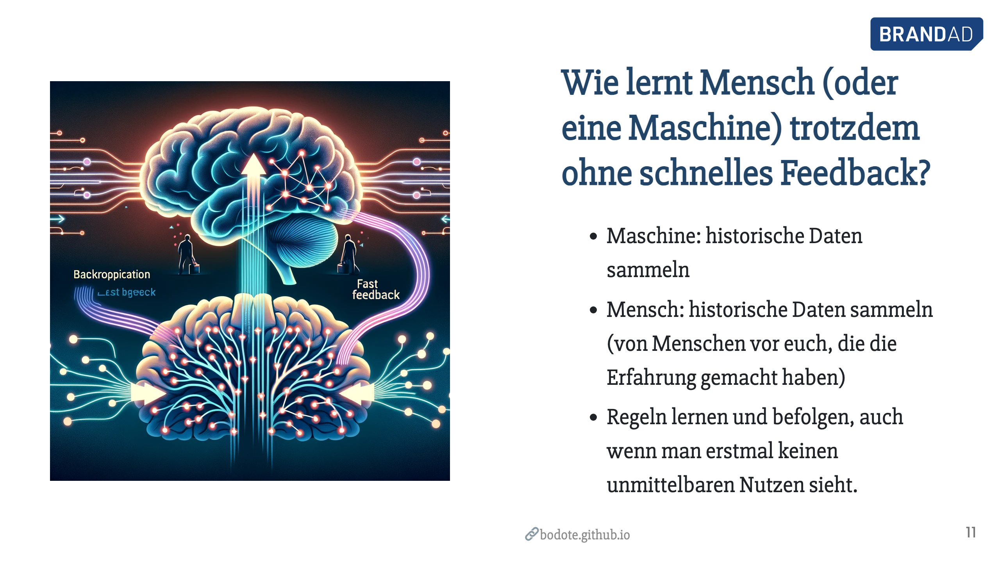 BRANDAD
Wie lernt Mensch (oder
eine Maschine) trotzdem
ohne schnelles Feedback?
Backroppication
Fast
feedback
• Maschine: historische Daten
sammeln
• Mensch: historische Daten sammeln
(von Menschen vor euch, die die
Erfahrung gemacht haben)
• Regeln lernen und befolgen, auch
wenn man erstmal keinen
unmittelbaren Nutzen sieht.
bodote.github.io
11